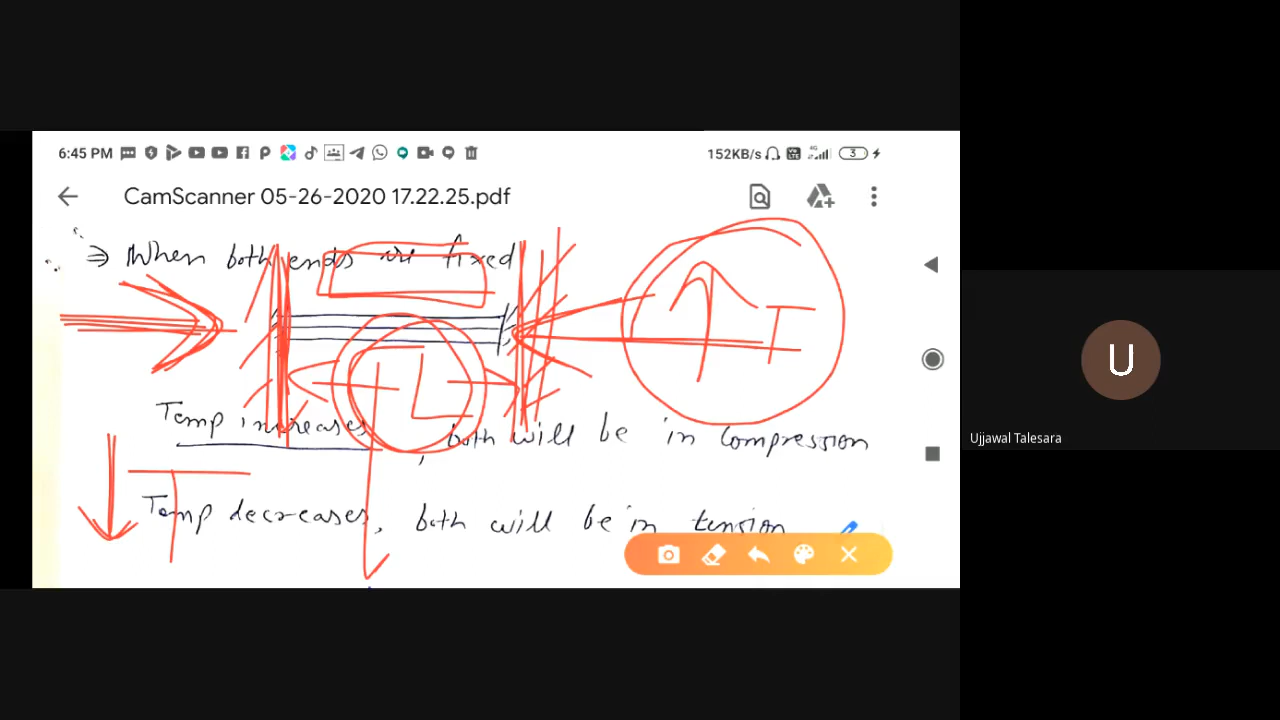 6:45 PM 152KB/s 3
CamScanner 05-26-2020 17.22.25.pdf
⇒ When both ends are fixed
↑ T
L
Temp increases, both will be in compression
↓ T
Temp decreases, both will be in tension
U
Ujjawal Talesara